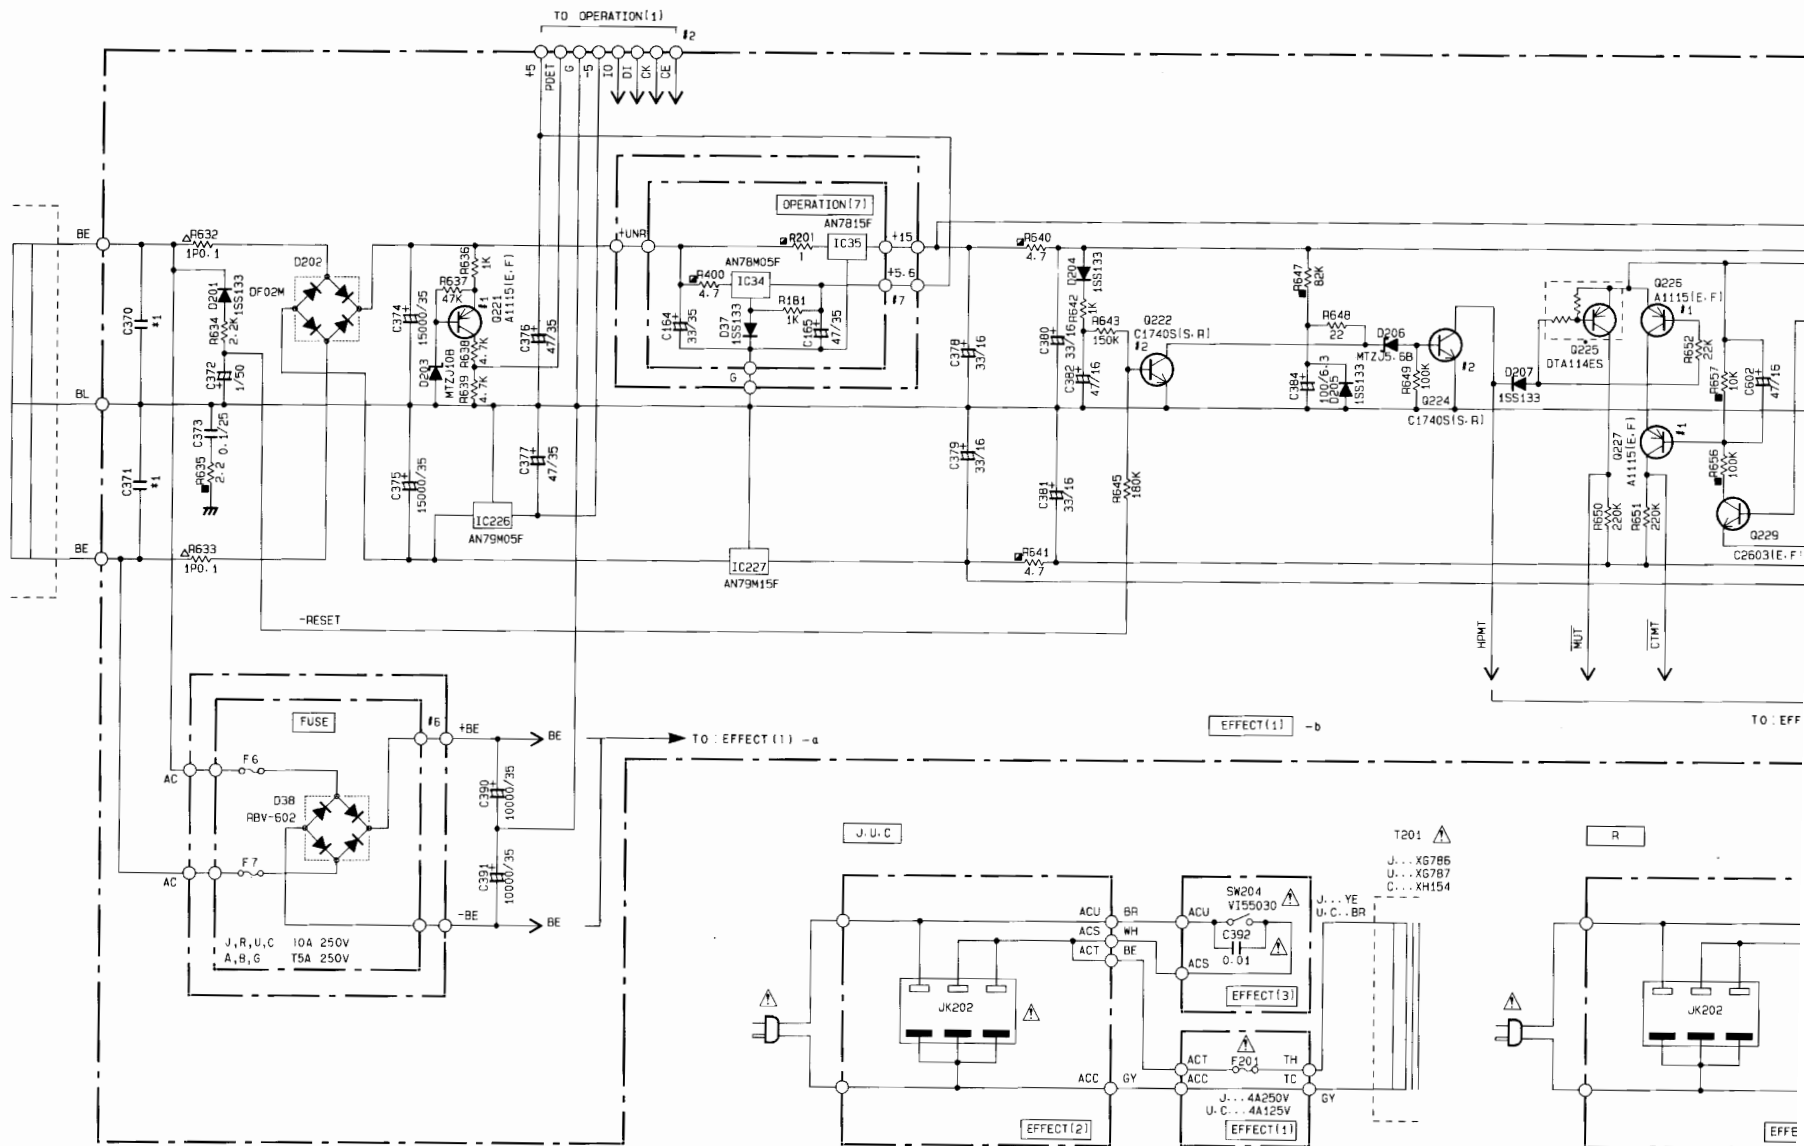 TO OPERATION(1)
#2
+5
PDET
G
-5
IO
DI
CK
CE
BE
R632
1P0.1
D202
DF02M
D201
1SS133
R634
2.2K
C370
#1
C372
1/50
BL
C373
0.1/25
R635
2.2
C371
#1
BE
R633
1P0.1
-RESET
C374
15000/35
R637
47K
R636
1K
#1
Q221
A1115(E.F)
D203
MTZJ10B
R638
4.7K
R639
4.7K
C375
15000/35
C376
47/35
C377
47/35
IC226
AN79M05F
OPERATION(7)
AN7815F
+UNR
R201
1
IC35
+15
AN78M05F
R400
4.7
IC34
+5.6
#7
C164
33/35
D37
1SS133
R181
1K
C165
47/35
G
IC227
AN79M15F
C378
33/16
C379
33/16
R640
4.7
C380
33/16
D204
1SS133
R642
1K
R643
150K
C382
47/16
C381
33/16
R641
4.7
R645
180K
Q222
C1740S(S.R)
#2
R647
82K
R648
22
C384
100/6.3
D205
1SS133
D206
MTZJ5.6B
R649
100K
#2
Q224
C1740S(S.R)
D207
1SS133
Q225
DTA114ES
Q226
A1115(E.F)
#1
R652
22K
R657
10K
C602
47/16
Q227
A1115(E.F)
#1
R656
100K
R650
220K
R651
220K
Q229
C2603(E.F)
HPMT
MUT
CTMT
FUSE
#6
+BE
BE
TO : EFFECT(1) -a
EFFECT(1) -b
TO : EFF
AC
F6
D38
RBV-602
F7
AC
C390
10000/35
C391
10000/35
-BE
BE
J,R,U,C 10A 250V
A,B,G T5A 250V
J.U.C
T201
J...XG786
U...XG787
C...XH154
R
JK202
ACU
BR
ACS
WH
ACT
BE
ACC
GY
EFFECT(2)
ACU
SW204
VI55030
C392
0.01
ACS
EFFECT(3)
J...YE
U.C..BR
ACT
F201
TH
ACC
TC
GY
J...4A250V
U.C...4A125V
EFFECT(1)
JK202
EFFE